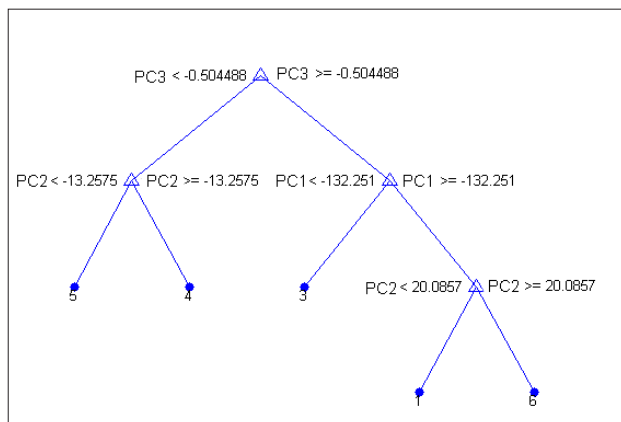 PC3 < -0.504488 PC3 >= -0.504488
PC2 < -13.2575 PC2 >= -13.2575 PC1 < -132.251 PC1 >= -132.251
5 4 3 PC2 < 20.0857 PC2 >= 20.0857
1 6